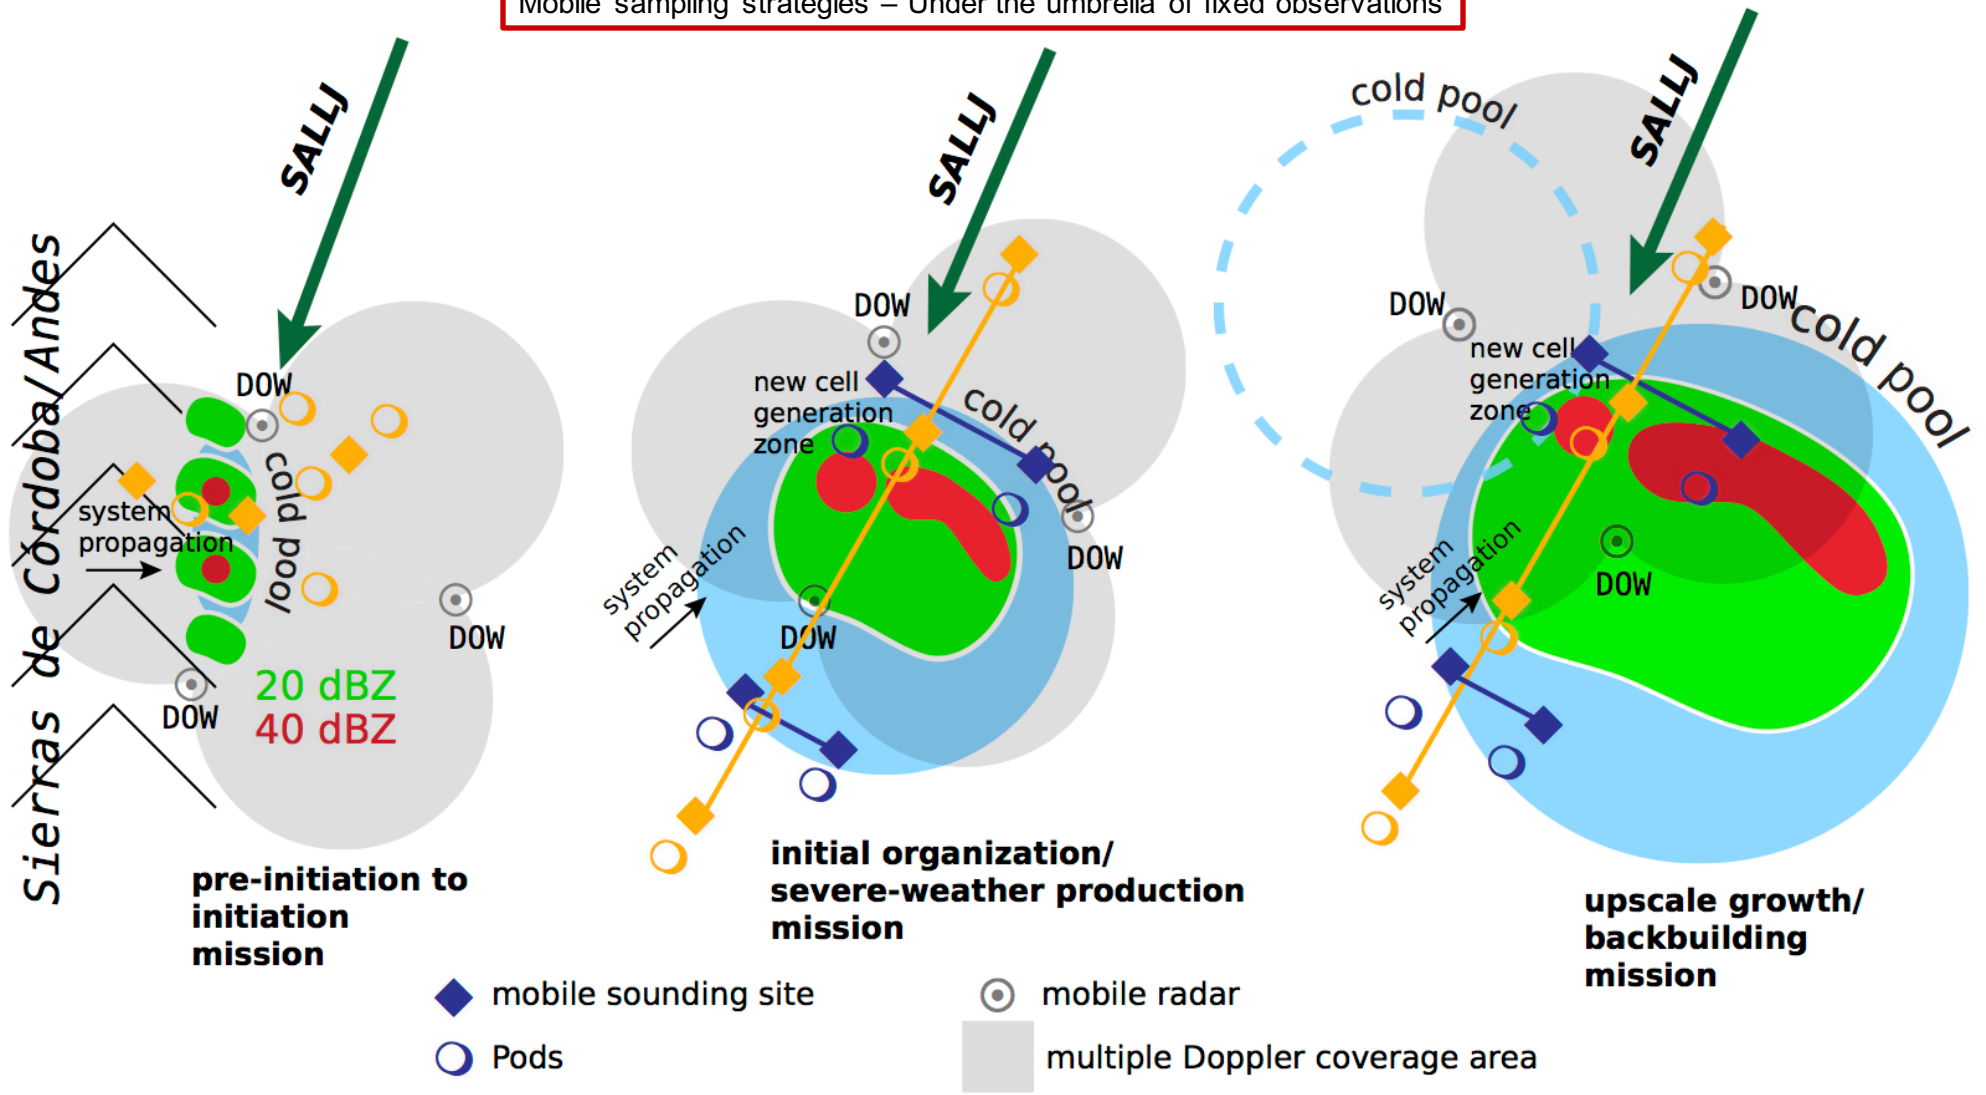 Mobile sampling strategies – Under the umbrella of fixed observations
SALLJ
SALLJ
SALLJ
cold pool
Sierras de Córdoba/Andes
DOW
cold pool
system
propagation
DOW
DOW
20 dBZ
40 dBZ
pre-initiation to
initiation
mission
DOW
new cell
generation
zone
cold pool
system
propagation
DOW
DOW
initial organization/
severe-weather production
mission
DOW
DOW
cold pool
new cell
generation
zone
system
propagation
DOW
upscale growth/
backbuilding
mission
mobile sounding site
mobile radar
Pods
multiple Doppler coverage area